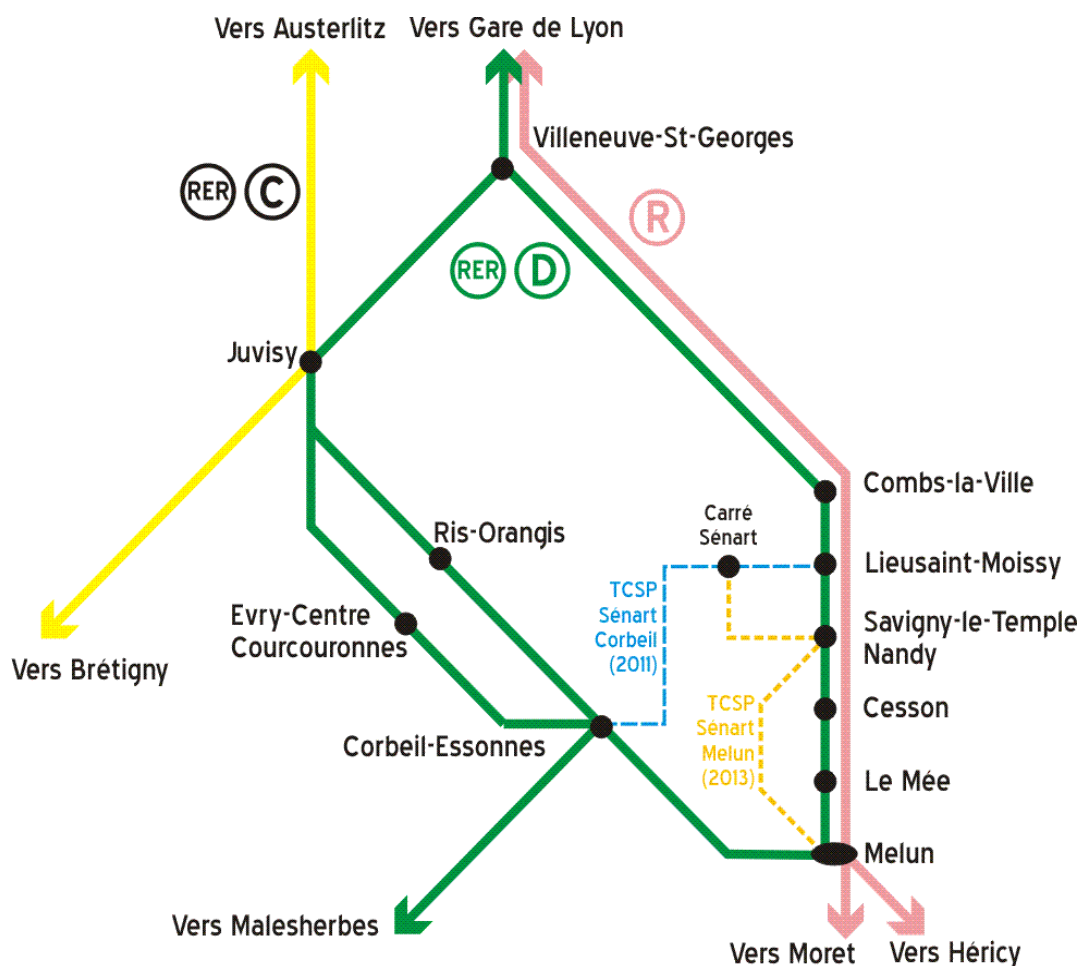 Vers Austerlitz
Vers Gare de Lyon
Villeneuve-St-Georges
RER C
R
RER D
Juvisy
Combs-la-Ville
Carré
Sénart
Ris-Orangis
Lieusaint-Moissy
TCSP
Sénart
Corbeil
(2011)
Evry-Centre
Courcouronnes
Savigny-le-Temple
Nandy
Vers Brétigny
TCSP
Sénart
Melun
(2013)
Cesson
Corbeil-Essonnes
Le Mée
Melun
Vers Malesherbes
Vers Moret
Vers Héricy